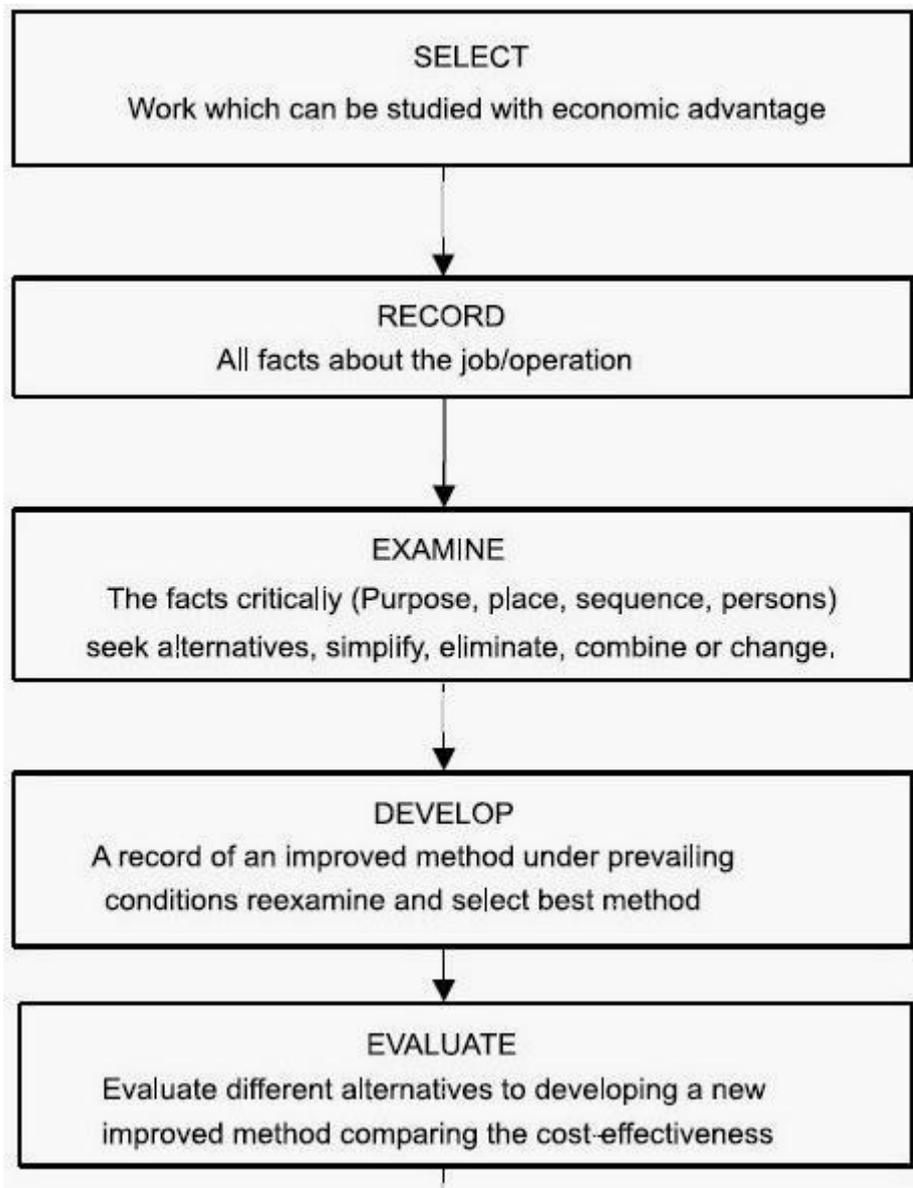 SELECT
Work which can be studied with economic advantage
RECORD
All facts about the job/operation
EXAMINE
The facts critically (Purpose, place, sequence, persons)
seek alternatives, simplify, eliminate, combine or change.
DEVELOP
A record of an improved method under prevailing
conditions reexamine and select best method
EVALUATE
Evaluate different alternatives to developing a new
improved method comparing the cost-effectiveness